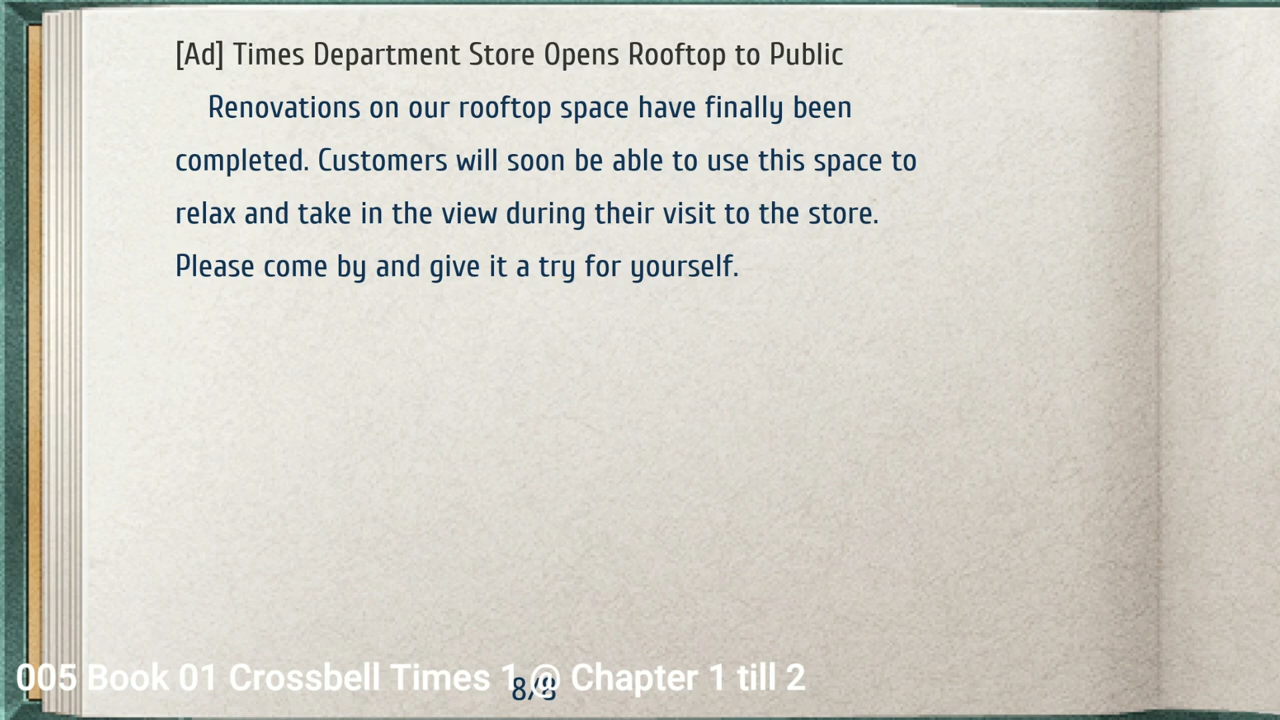 [Ad] Times Department Store Opens Rooftop to Public
Renovations on our rooftop space have finally been
completed. Customers will soon be able to use this space to
relax and take in the view during their visit to the store.
Please come by and give it a try for yourself.
005 Book 01 Crossbell Times 1 @ Chapter 1 till 2
8/8